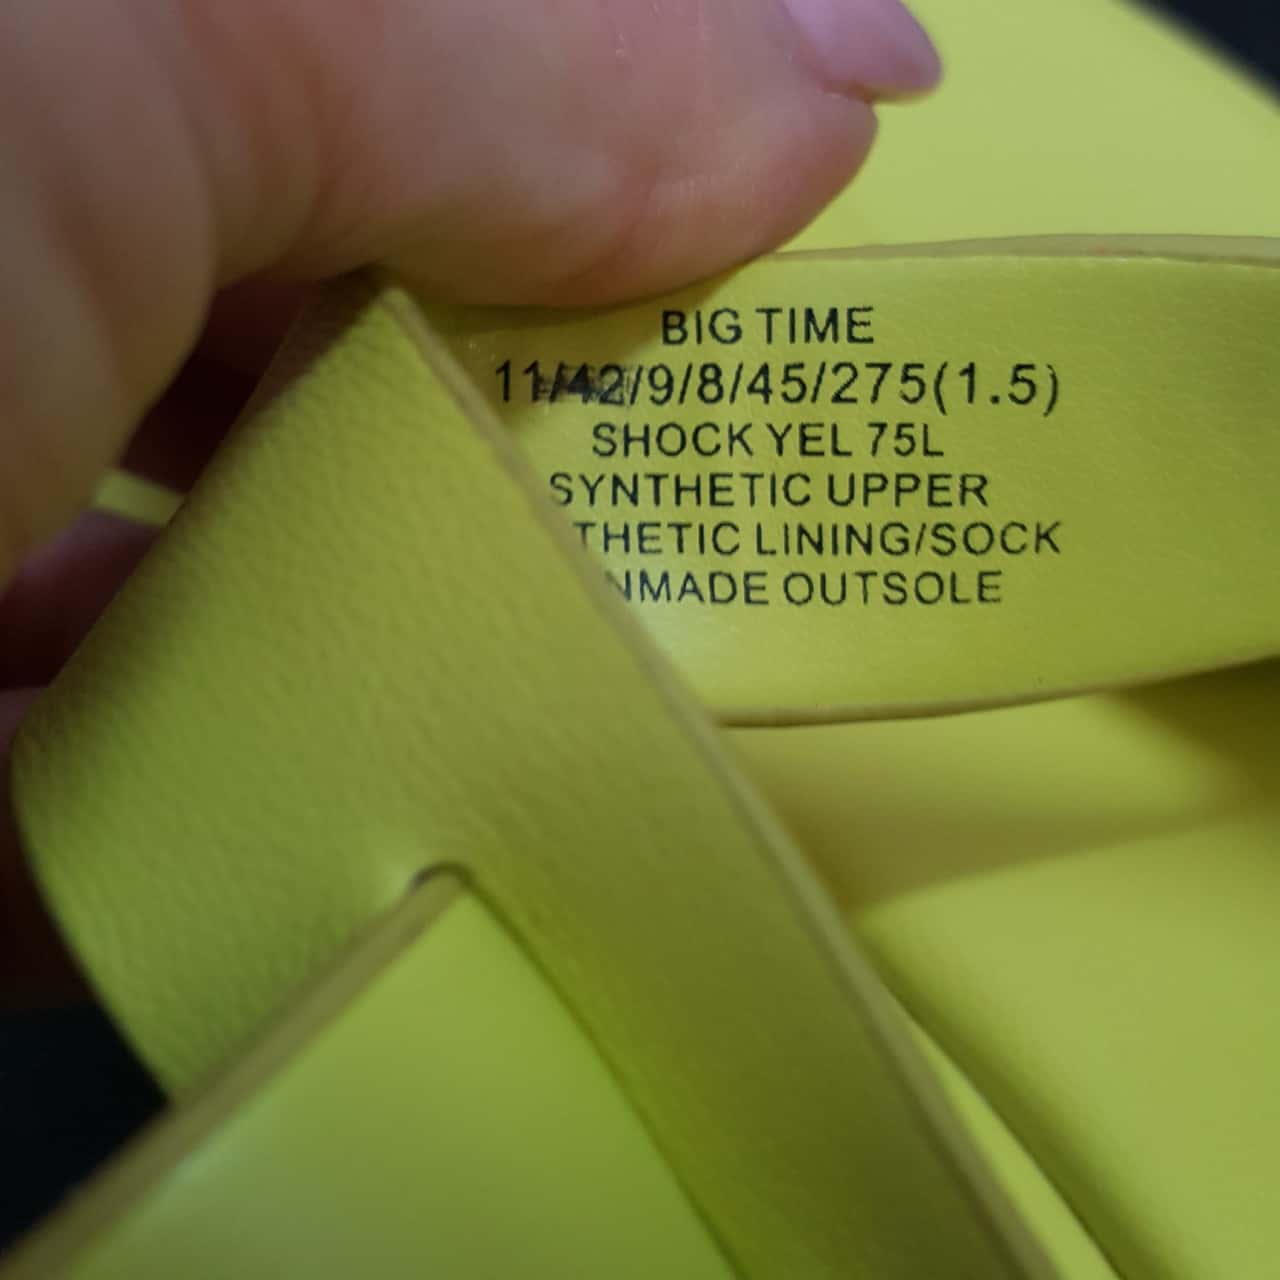 BIG TIME
11/42/9/8/45/275(1.5)
SHOCK YEL 75L
SYNTHETIC UPPER
THETIC LINING/SOCK
NMADE OUTSOLE